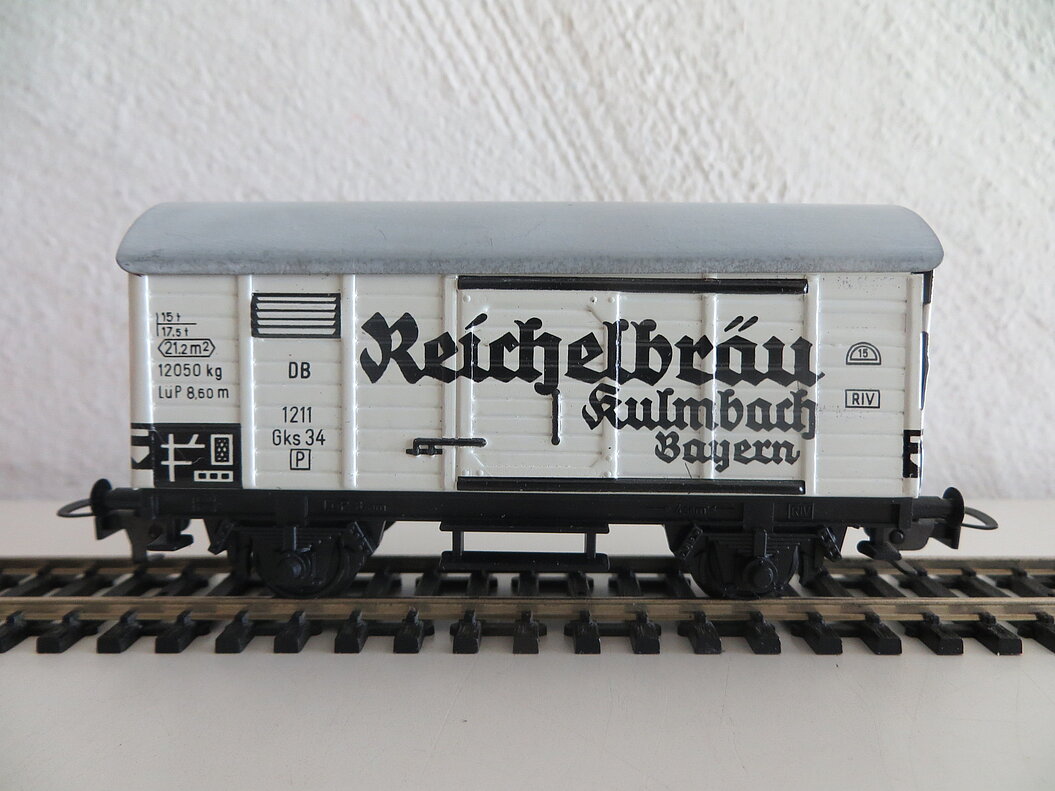 15 t
17.5 t
21.2 m²
12050 kg
LüP 8,60 m
DB
1211
Gks 34
P
Reichelbräu
Kulmbach
Bayern
15
RIV
RIV